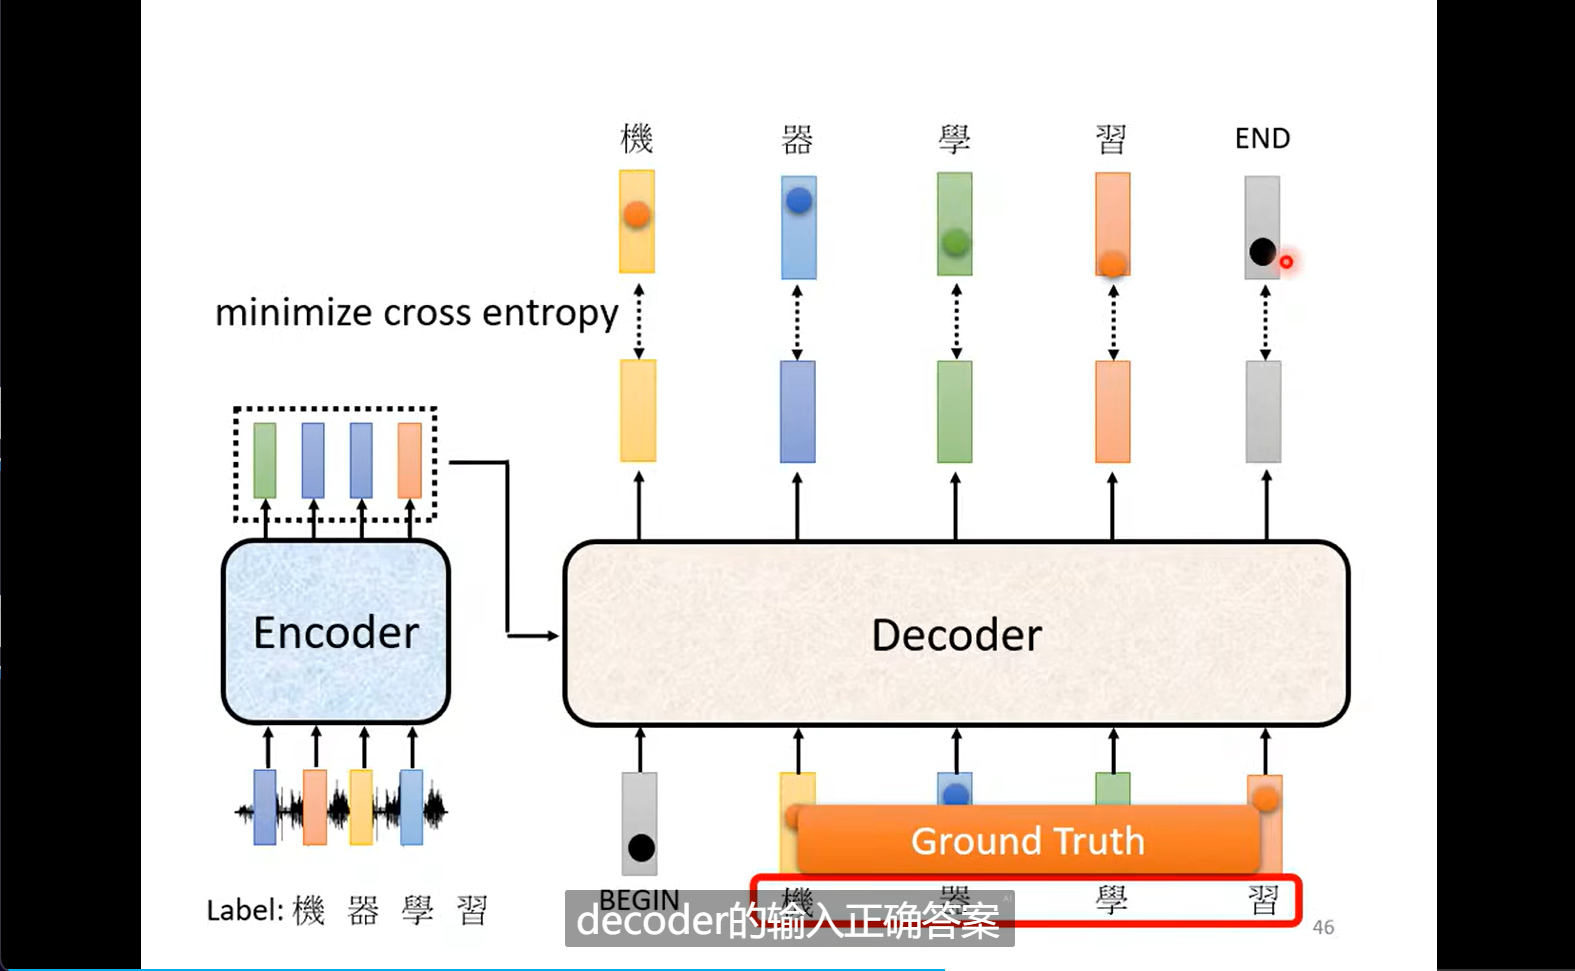 機 器 學 習 END
minimize cross entropy
Encoder
Decoder
Ground Truth
BEGIN 機 器 學 習
Label: 機 器 學 習
decoder的输入正确答案
AI
46